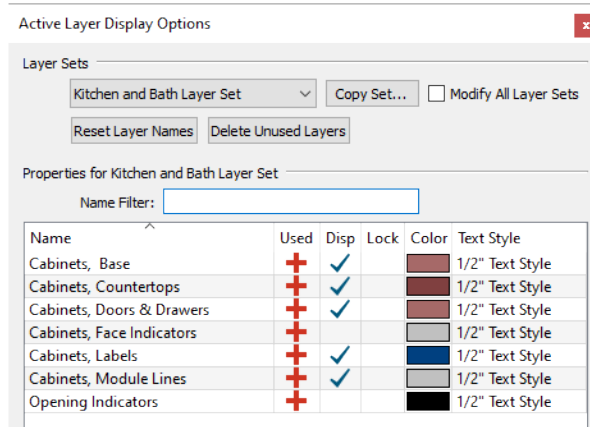 Active Layer Display Options
x
Layer Sets
Kitchen and Bath Layer Set Copy Set... Modify All Layer Sets
Reset Layer Names Delete Unused Layers
Properties for Kitchen and Bath Layer Set
Name Filter:
Name Used Disp Lock Color Text Style
Cabinets, Base 1/2" Text Style
Cabinets, Countertops 1/2" Text Style
Cabinets, Doors & Drawers 1/2" Text Style
Cabinets, Face Indicators 1/2" Text Style
Cabinets, Labels 1/2" Text Style
Cabinets, Module Lines 1/2" Text Style
Opening Indicators 1/2" Text Style